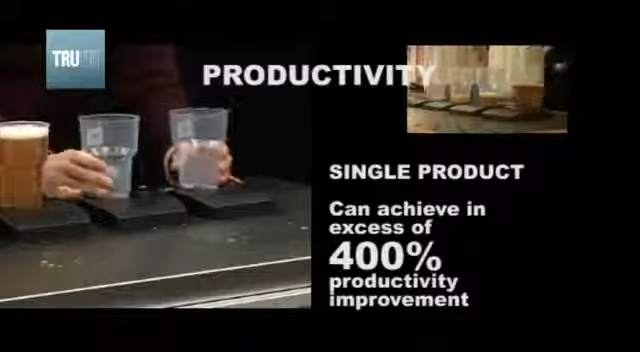 TRU
PRODUCTIVITY
SINGLE PRODUCT
Can achieve in
excess of
400%
productivity
improvement